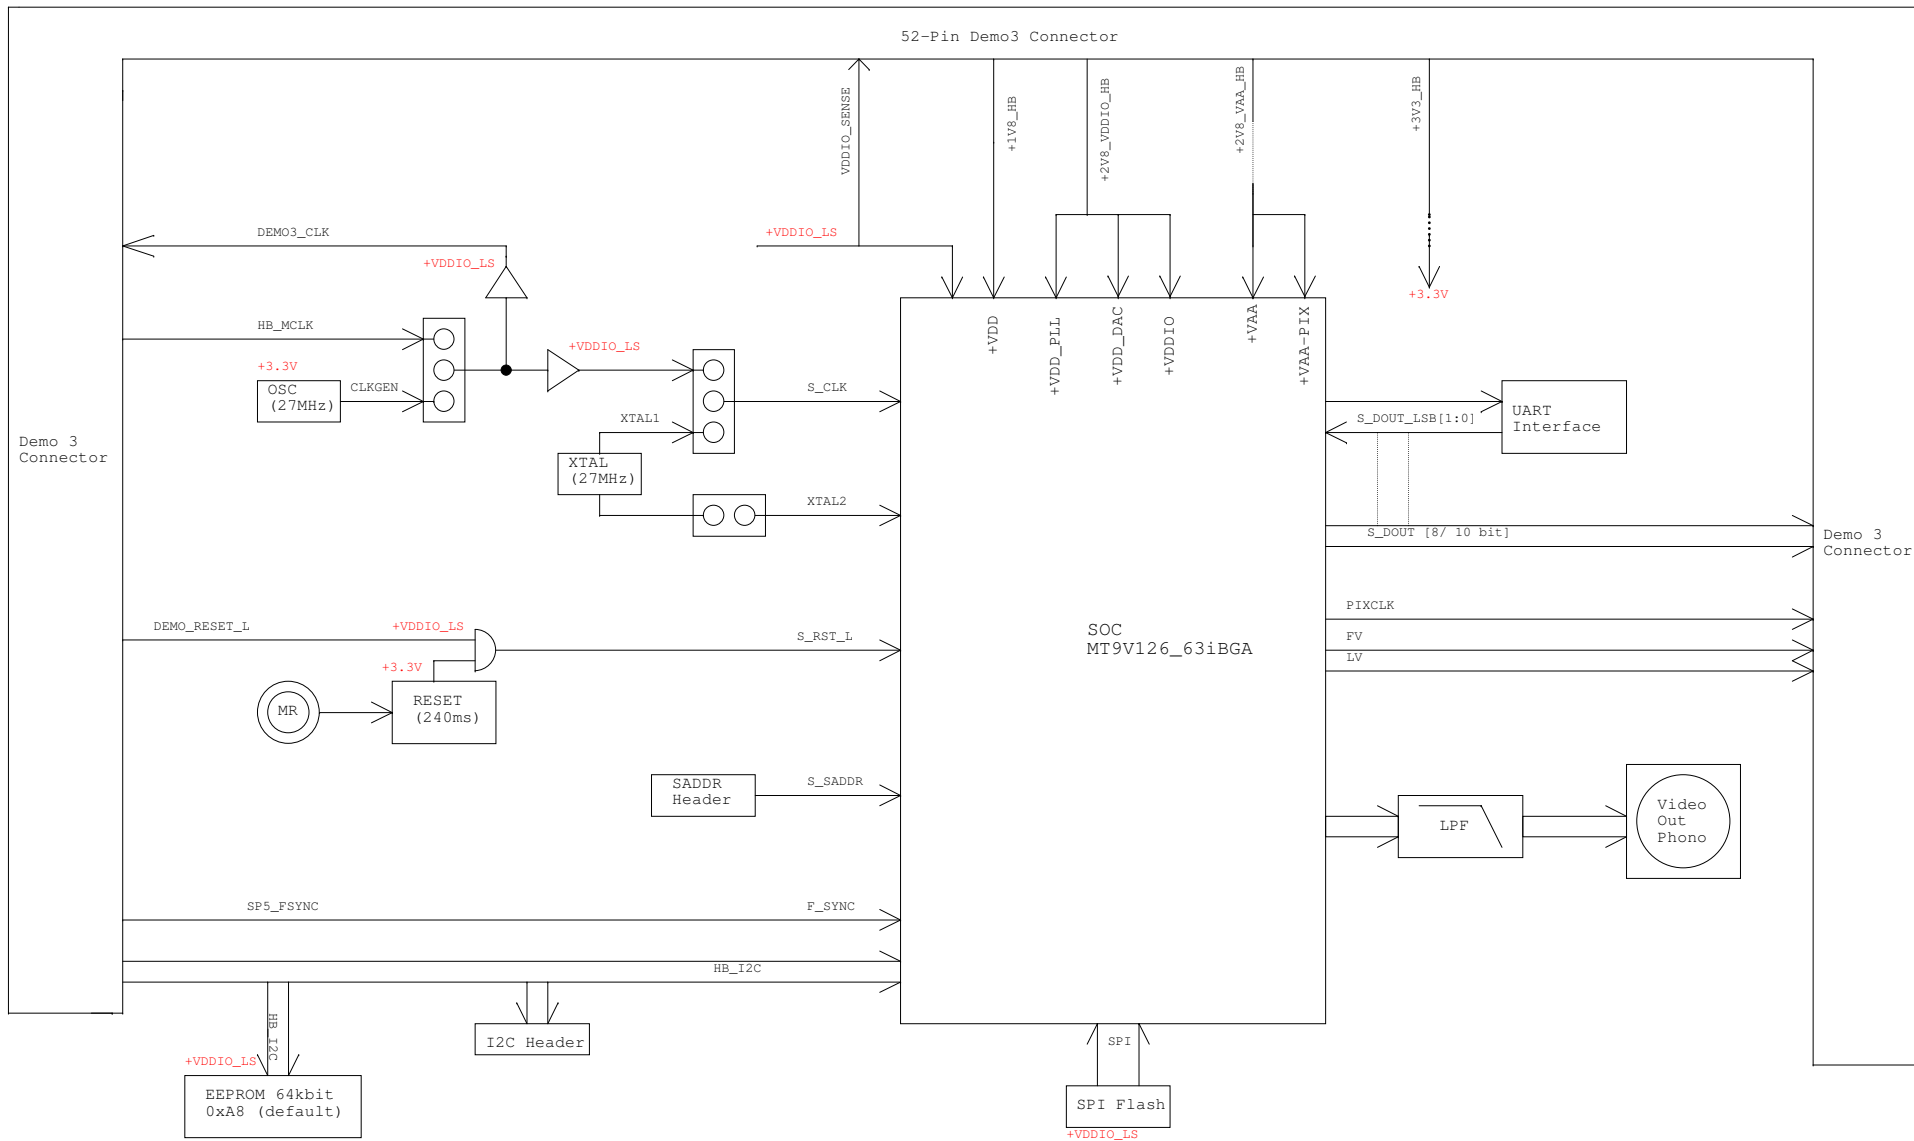 52-Pin Demo3 Connector
VDDIO_SENSE
+1V8_HB
+2V8_VDDIO_HB
+2V8_VAA_HB
+3V3_HB
DEMO3_CLK
+VDDIO_LS
+VDDIO_LS
+3.3V
HB_MCLK
+VDDIO_LS
+3.3V
OSC
(27MHz)
CLKGEN
S_CLK
XTAL1
XTAL
(27MHz)
XTAL2
+VDD
+VDD_PLL
+VDD_DAC
+VDDIO
+VAA
+VAA-PIX
S_DOUT_LSB[1:0]
UART
Interface
Demo 3
Connector
S_DOUT [8/ 10 bit]
Demo 3
Connector
DEMO_RESET_L
+VDDIO_LS
S_RST_L
+3.3V
MR
RESET
(240ms)
SOC
MT9V126_63iBGA
PIXCLK
FV
LV
SADDR
Header
S_SADDR
LPF
Video
Out
Phono
SP5_FSYNC
F_SYNC
HB_I2C
HB_I2C
I2C Header
SPI
+VDDIO_LS
EEPROM 64kbit
0xA8 (default)
SPI Flash
+VDDIO_LS